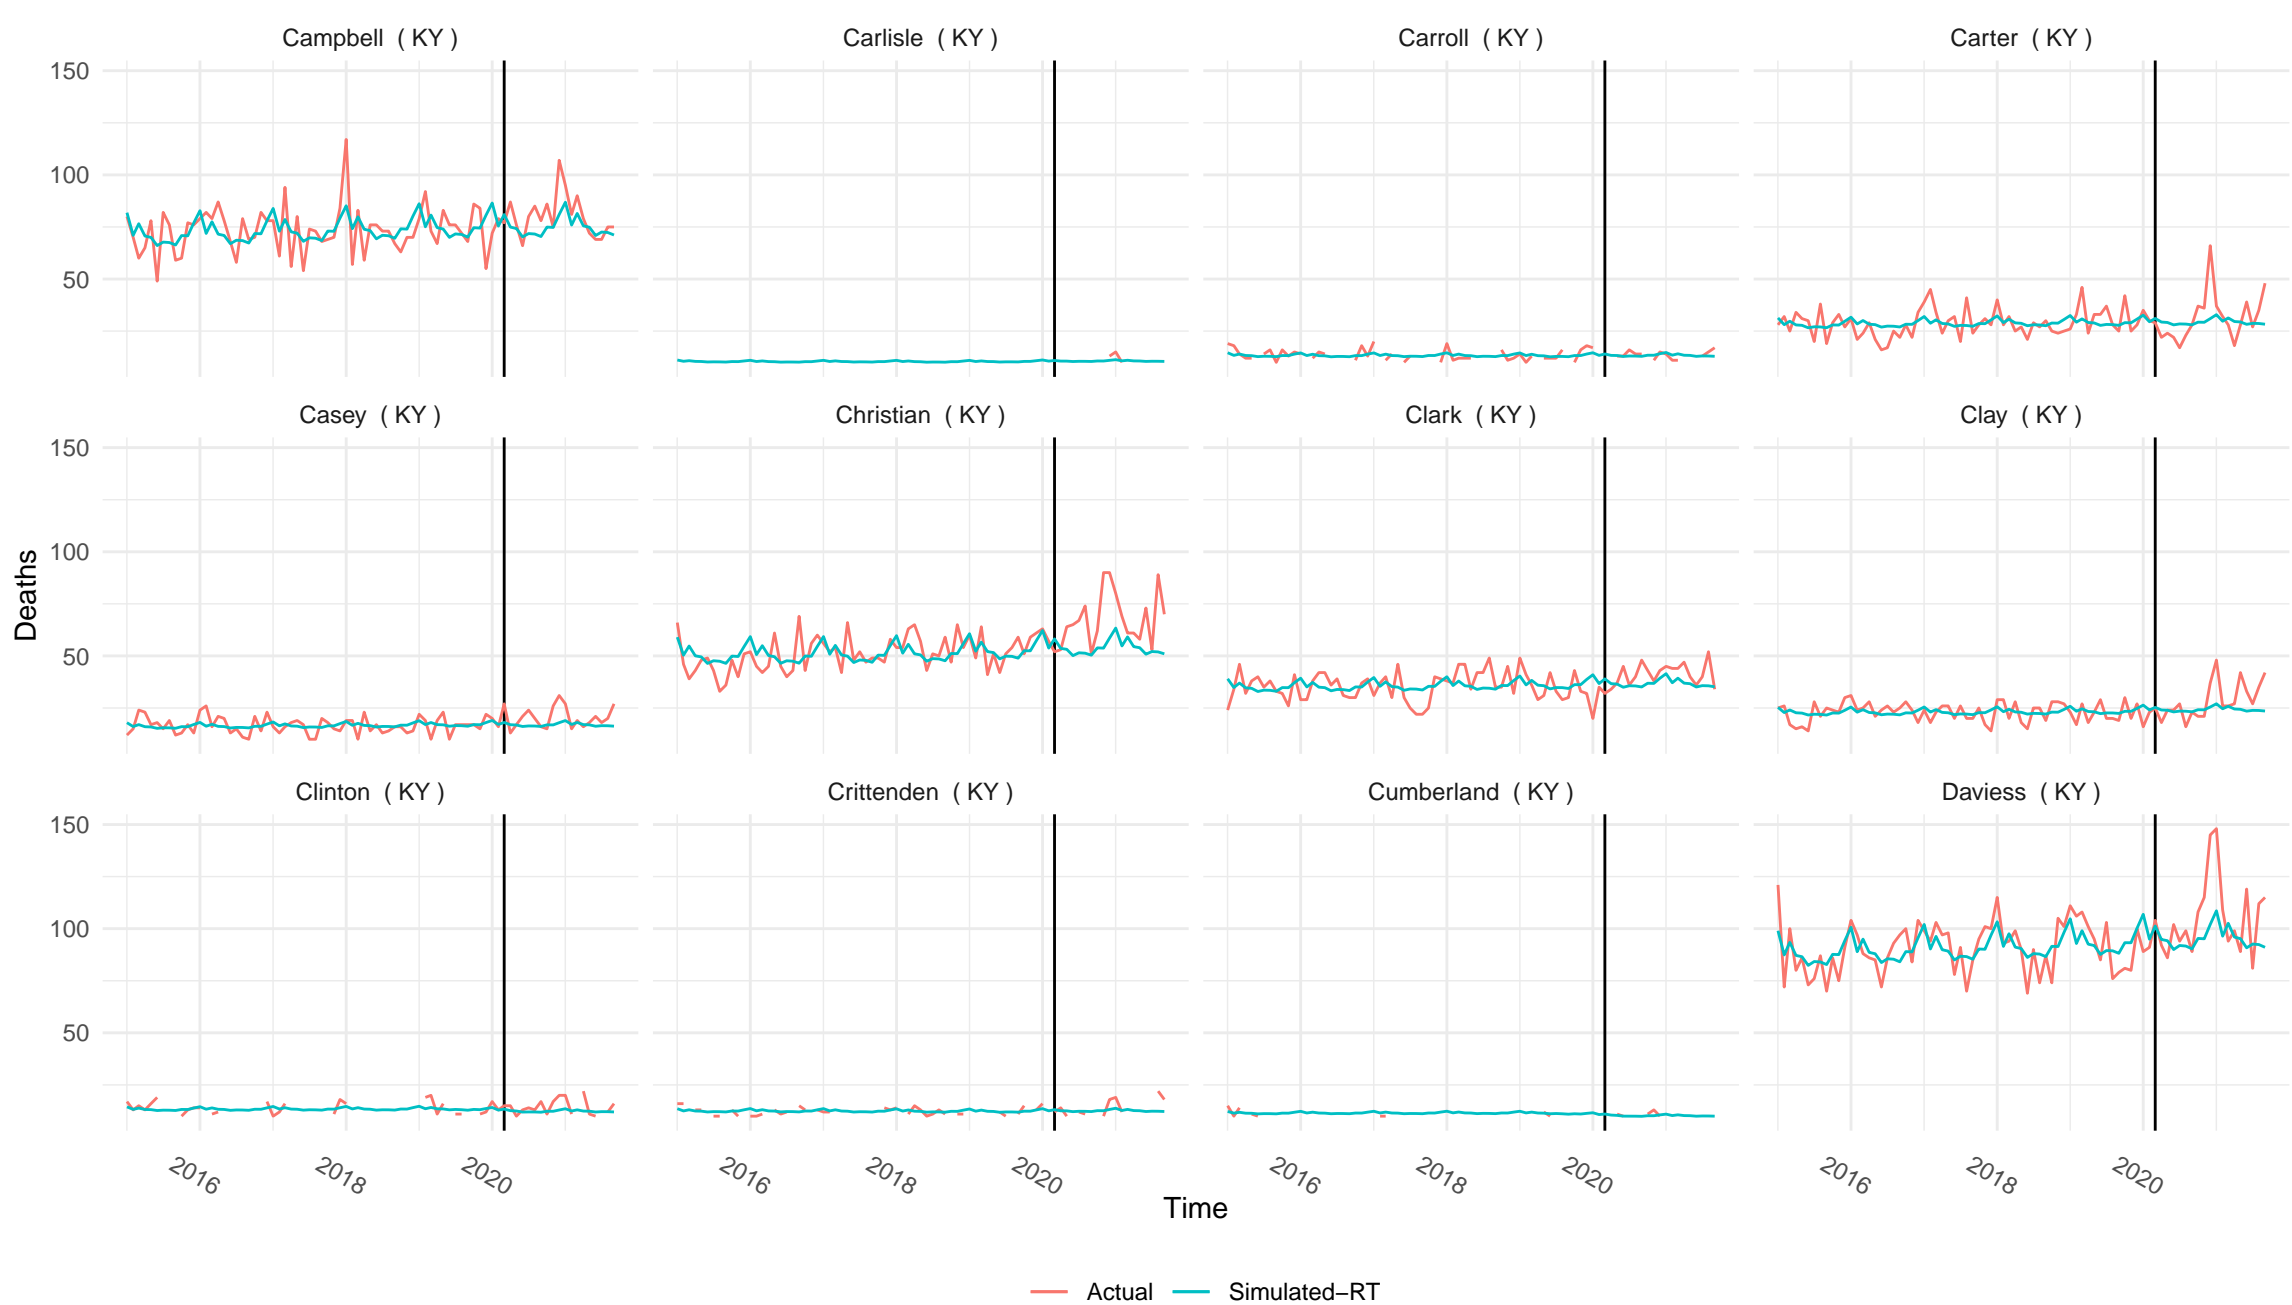 Campbell ( KY )
Carlisle ( KY )
Carroll ( KY )
Carter ( KY )
150
100
50
Casey ( KY )
Christian ( KY )
Clark ( KY )
Clay ( KY )
150
100
50
Deaths
Clinton ( KY )
Crittenden ( KY )
Cumberland ( KY )
Daviess ( KY )
150
100
50
2016 2018 2020
2016 2018 2020
2016 2018 2020
2016 2018 2020
Time
Actual Simulated−RT